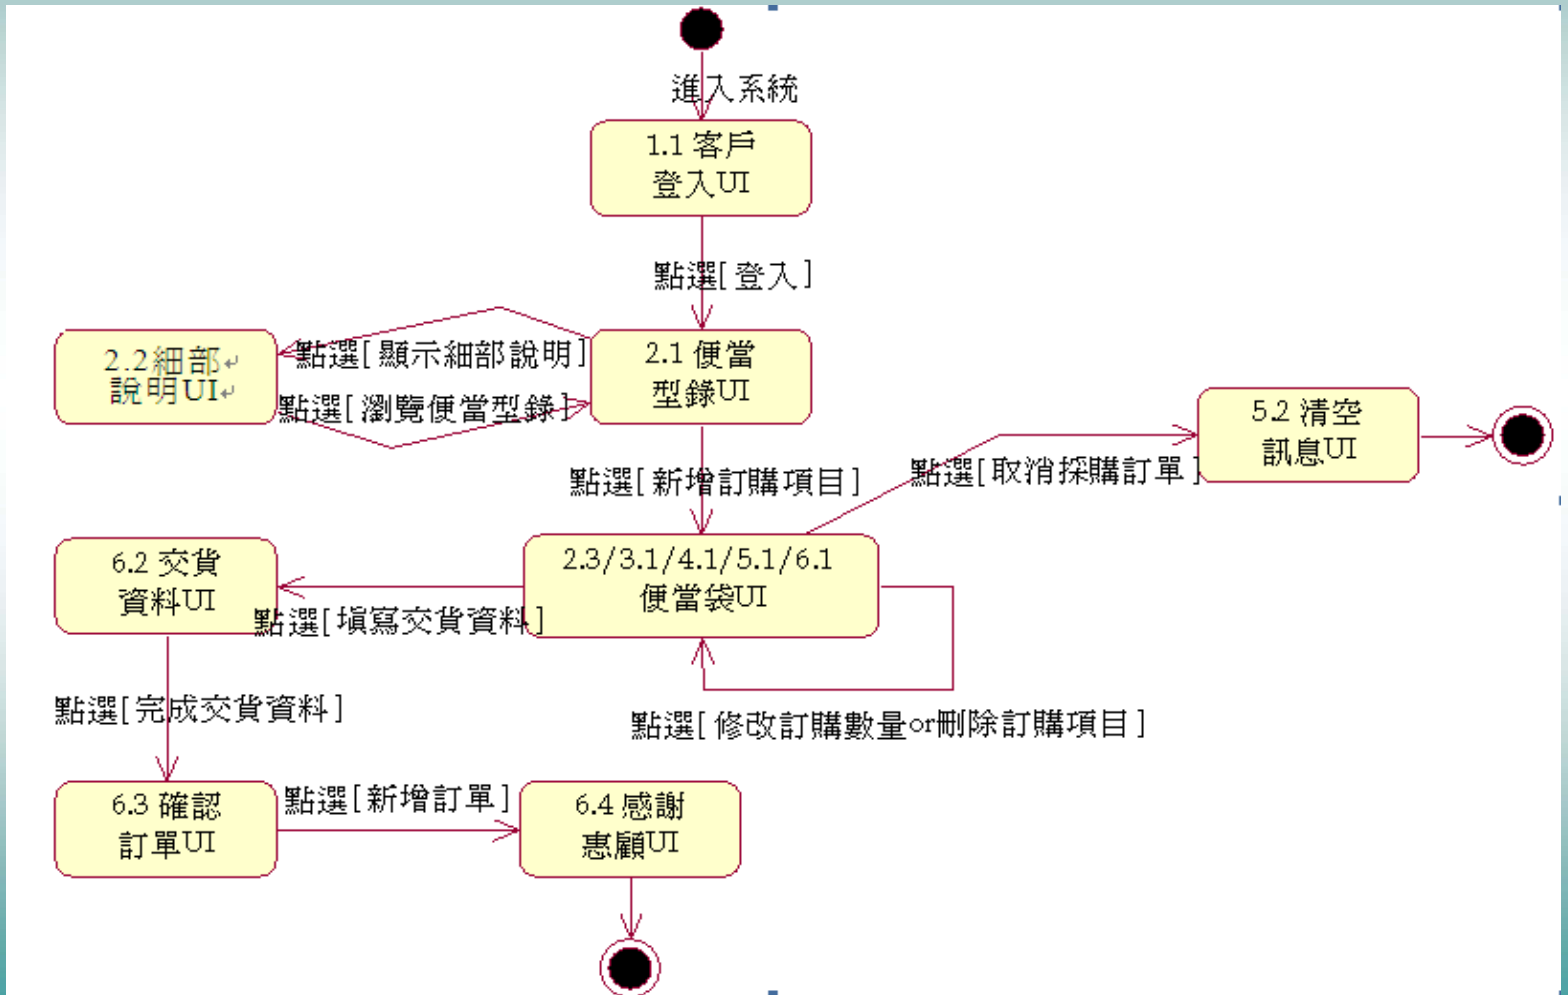 進入系統
1.1 客戶
登入UI
點選[登入]
2.2細部↵
說明UI↵
點選[顯示細部說明]
點選[瀏覽便當型錄]
2.1 便當
型錄UI
5.2 清空
訊息UI
點選[新增訂購項目]
點選[取消採購訂單]
6.2 交貨
資料UI
2.3/3.1/4.1/5.1/6.1
便當袋UI
點選[填寫交貨資料]
點選[完成交貨資料]
點選[修改訂購數量or刪除訂購項目]
6.3 確認
訂單UI
點選[新增訂單]
6.4 感謝
惠顧UI